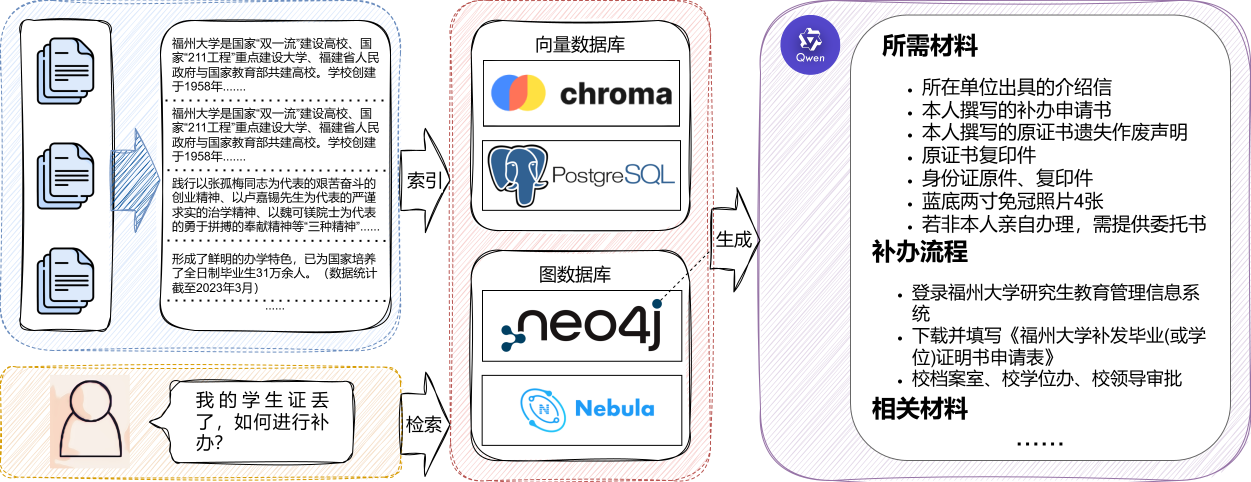 福州大学是国家“双一流”建设高校、国
家“211工程”重点建设大学、福建省人民
政府与国家教育部共建高校。学校创建
于1958年.......
福州大学是国家“双一流”建设高校、国
家“211工程”重点建设大学、福建省人民
政府与国家教育部共建高校。学校创建
于1958年.......
践行以张孤梅同志为代表的艰苦奋斗的
创业精神、以卢嘉锡先生为代表的严谨
求实的治学精神、以魏可镁院士为代表
的勇于拼搏的奉献精神等“三种精神”......
形成了鲜明的办学特色，已为国家培养
了全日制毕业生31万余人。（数据统计
截至2023年3月）
......
索引
我的学生证丢
了，如何进行补
办？
检索
向量数据库
chroma
PostgreSQL
图数据库
neo4j
N
Nebula
生成
Qwen
所需材料
• 所在单位出具的介绍信
• 本人撰写的补办申请书
• 本人撰写的原证书遗失作废声明
• 原证书复印件
• 身份证原件、复印件
• 蓝底两寸免冠照片4张
• 若非本人亲自办理，需提供委托书
补办流程
• 登录福州大学研究生教育管理信息系
统
• 下载并填写《福州大学补发毕业(或学
位)证明书申请表》
• 校档案室、校学位办、校领导审批
相关材料
......